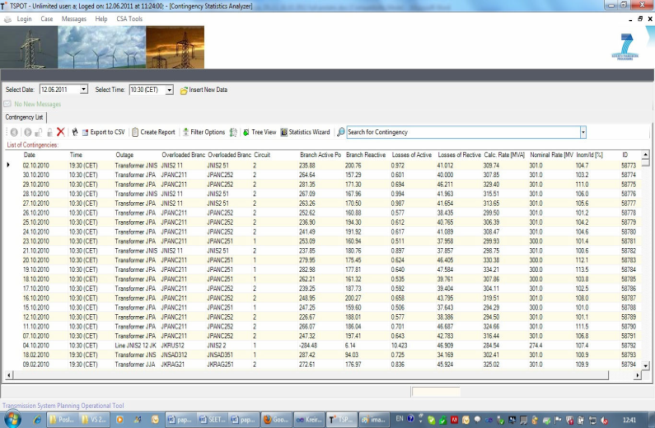 TSPOT - Unlimited user: a; Loged on: 12.06.2011 at 11:24:00; - [Contingency Statistics Analyzer]
Login Case Messages Help CSA Tools
Select Date: 12.06.2011 Select Time: 10:30 (CET) Insert New Data
No New Messages
Contingency List
Export to CSV Create Report Filter Options Tree View Statistics Wizard Search for Contingency
List of Contingencies
Date Time Outage Overloaded Branc Overloaded Branc Circuit Branch Active Po Branch Reactive Losses of Active Losses of Rective Calc. Rate [MVA] Nominal Rate [MV Inom/Id [%] ID
02.10.2010 19:30 (CET) Transformer JNIS JNIS2 11 JNIS2 51 2 235.88 200.76 0.972 41.012 309.74 301.0 104.7 58773
30.10.2010 10:30 (CET) Transformer JPA JPANC211 JPANC252 2 264.64 157.29 0.601 40.000 307.85 301.0 103.2 58774
29.10.2010 10:30 (CET) Transformer JPA JPANC211 JPANC252 2 281.35 171.30 0.694 46.211 329.40 301.0 111.0 58775
28.10.2010 10:30 (CET) Transformer JNIS JNIS2 11 JNIS2 51 2 267.09 167.96 0.994 41.963 315.51 301.0 106.0 58776
27.10.2010 10:30 (CET) Transformer JNIS JNIS2 11 JNIS2 51 2 263.26 170.50 0.987 41.654 313.65 301.0 105.6 58777
26.10.2010 10:30 (CET) Transformer JPA JPANC211 JPANC252 2 252.62 160.88 0.577 38.435 299.50 301.0 101.2 58778
25.10.2010 10:30 (CET) Transformer JPA JPANC211 JPANC252 2 236.90 194.30 0.612 40.765 306.39 301.0 104.2 58779
24.10.2010 10:30 (CET) Transformer JPA JPANC211 JPANC252 2 241.49 191.92 0.617 41.089 308.47 301.0 104.6 58780
23.10.2010 10:30 (CET) Transformer JPA JPANC211 JPANC251 1 253.09 160.94 0.511 37.958 299.93 300.0 101.4 58781
22.10.2010 10:30 (CET) Transformer JNIS JNIS2 11 JNIS2 51 2 237.85 180.76 0.897 37.857 298.75 301.0 100.6 58782
20.10.2010 10:30 (CET) Transformer JPA JPANC211 JPANC251 1 279.95 175.45 0.624 46.405 330.38 300.0 112.1 58783
19.10.2010 10:30 (CET) Transformer JPA JPANC211 JPANC251 1 282.98 177.81 0.640 47.584 334.21 300.0 113.5 58784
18.10.2010 10:30 (CET) Transformer JPA JPANC211 JPANC251 1 262.21 161.32 0.535 39.761 307.86 300.0 103.8 58785
17.10.2010 10:30 (CET) Transformer JPA JPANC211 JPANC252 2 239.25 187.73 0.592 39.404 304.11 301.0 102.5 58786
16.10.2010 10:30 (CET) Transformer JPA JPANC211 JPANC252 2 248.95 200.27 0.658 43.795 319.51 301.0 108.0 58787
15.10.2010 10:30 (CET) Transformer JPA JPANC211 JPANC251 1 247.25 159.60 0.506 37.643 294.29 300.0 101.0 58788
12.10.2010 10:30 (CET) Transformer JPA JPANC211 JPANC252 2 226.67 188.01 0.577 38.386 294.50 301.0 101.1 58789
11.10.2010 10:30 (CET) Transformer JPA JPANC211 JPANC252 2 266.07 186.04 0.701 46.687 324.66 301.0 111.5 58790
07.10.2010 10:30 (CET) Transformer JPA JPANC211 JPANC252 2 247.32 197.41 0.643 42.783 316.44 301.0 106.8 58791
04.10.2010 10:30 (CET) Line JNIS2 12 JK JKRUS12 JNIS2 2 1 -284.48 6.14 10.423 46.909 284.54 274.4 107.4 58792
18.02.2010 19:30 (CET) Transformer JNS JNSAD312 JNSAD351 1 287.42 94.03 0.725 34.169 302.41 301.0 100.9 58793
09.02.2010 19:30 (CET) Transformer JJA JKRAG21 JKRAG251 2 272.61 176.97 0.836 45.924 325.02 301.0 109.9 58794
Transmission System Planning Operational Tool
EN 12:41